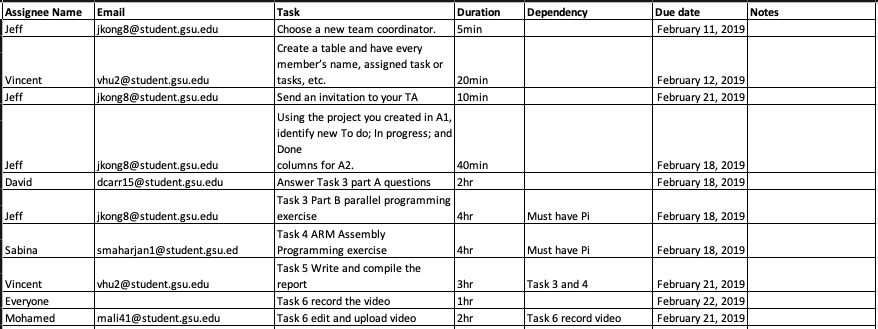 Assignee Name Email Task Duration Dependency Due date Notes
Jeff jkong8@student.gsu.edu Choose a new team coordinator. 5min February 11, 2019
Create a table and have every
member's name, assigned task or
Vincent vhu2@student.gsu.edu tasks, etc. 20min February 12, 2019
Jeff jkong8@student.gsu.edu Send an invitation to your TA 10min February 21, 2019
Using the project you created in A1,
identify new To do; In progress; and
Done
Jeff jkong8@student.gsu.edu columns for A2. 40min February 18, 2019
David dcarr15@student.gsu.edu Answer Task 3 part A questions 2hr February 18, 2019
Task 3 Part B parallel programming
Jeff jkong8@student.gsu.edu exercise 4hr Must have Pi February 18, 2019
Task 4 ARM Assembly
Sabina smaharjan1@student.gsu.ed Programming exercise 4hr Must have Pi February 18, 2019
Task 5 Write and compile the
Vincent vhu2@student.gsu.edu report 3hr Task 3 and 4 February 21, 2019
Everyone Task 6 record the video 1hr February 22, 2019
Mohamed mali41@student.gsu.edu Task 6 edit and upload video 2hr Task 6 record video February 21, 2019